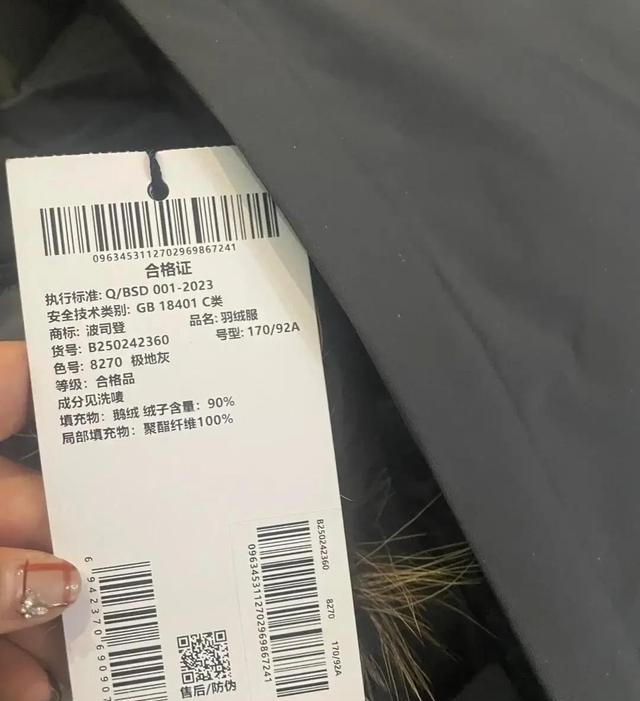 0963453112702969867241
合格证
执行标准: Q/BSD 001-2023
安全技术类别: GB 18401 C类
商标: 波司登 品名: 羽绒服
货号: B250242360 号型: 170/92A
色号: 8270 极地灰
等级: 合格品
成分见洗唛
填充物: 鹅绒 绒子含量: 90%
局部填充物: 聚酯纤维100%
B250242360 8270 170/92A
0963453112702969867241
售后/防伪